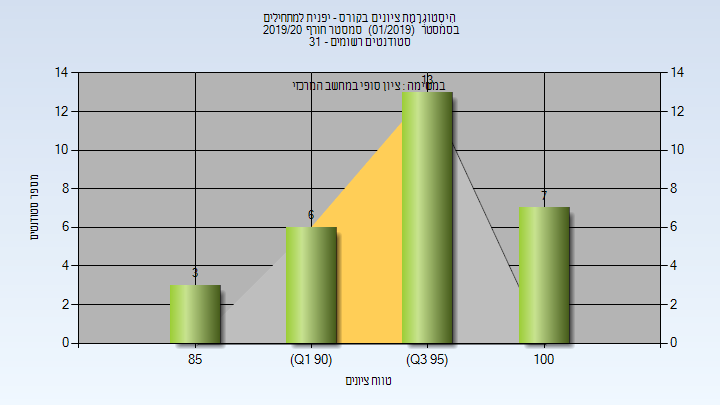 היסטוגרמת ציונים בקורס - יפנית למתחילים
בסמסטר (01/2019) סמסטר חורף 2019/20
סטודנטים רשומים - 31
במשימה : ציון סופי במחשב המרכזי
14 14
12 12
10 10
8 8
6 6
4 4
2 2
0 0
3
6
13
7
85 (Q1 90) (Q3 95) 100
מספר סטודנטים
טווח ציונים